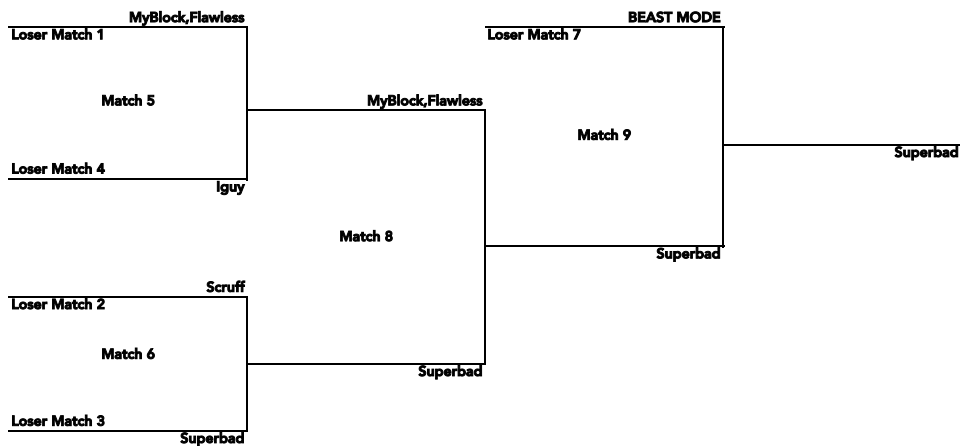 MyBlock,Flawless
Loser Match 1
Match 5
Loser Match 4
Iguy
MyBlock,Flawless
Match 8
Scruff
Loser Match 2
Match 6
Loser Match 3
Superbad
Superbad
BEAST MODE
Loser Match 7
Match 9
Superbad
Superbad